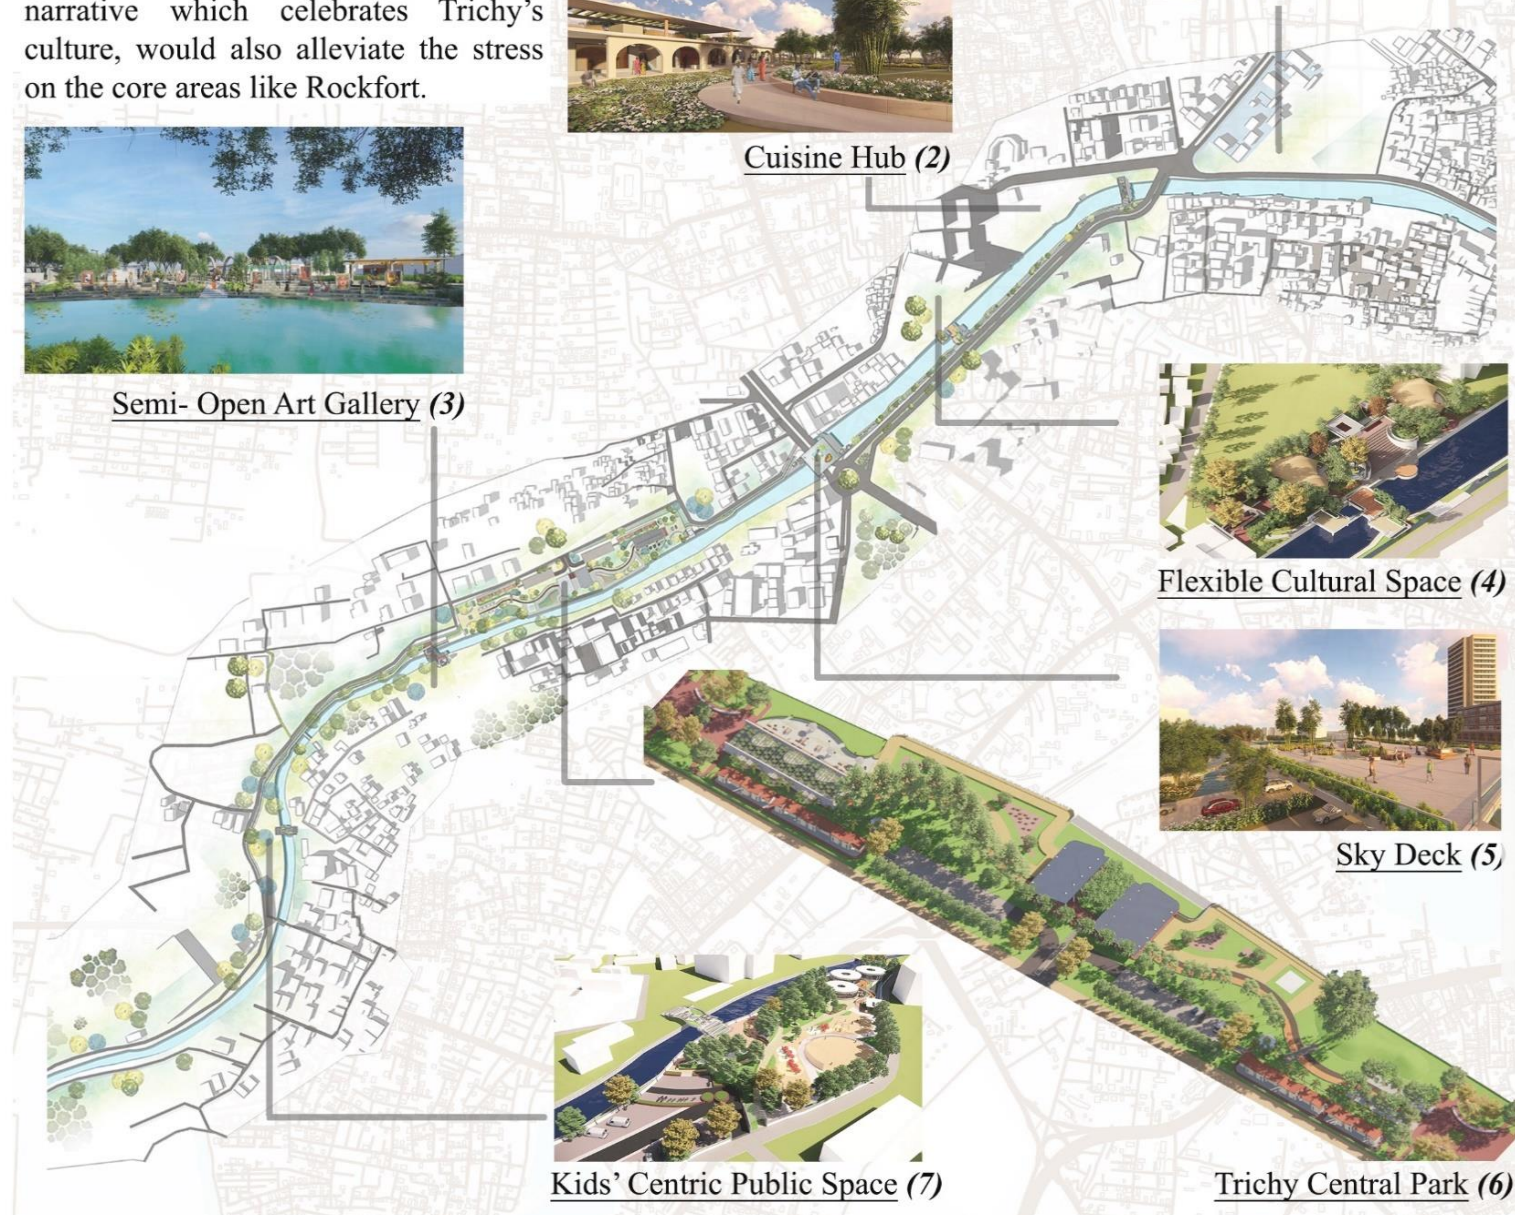 narrative which celebrates Trichy’s
culture, would also alleviate the stress
on the core areas like Rockfort.
Cuisine Hub (2)
Semi- Open Art Gallery (3)
Flexible Cultural Space (4)
Sky Deck (5)
Kids’ Centric Public Space (7)
Trichy Central Park (6)